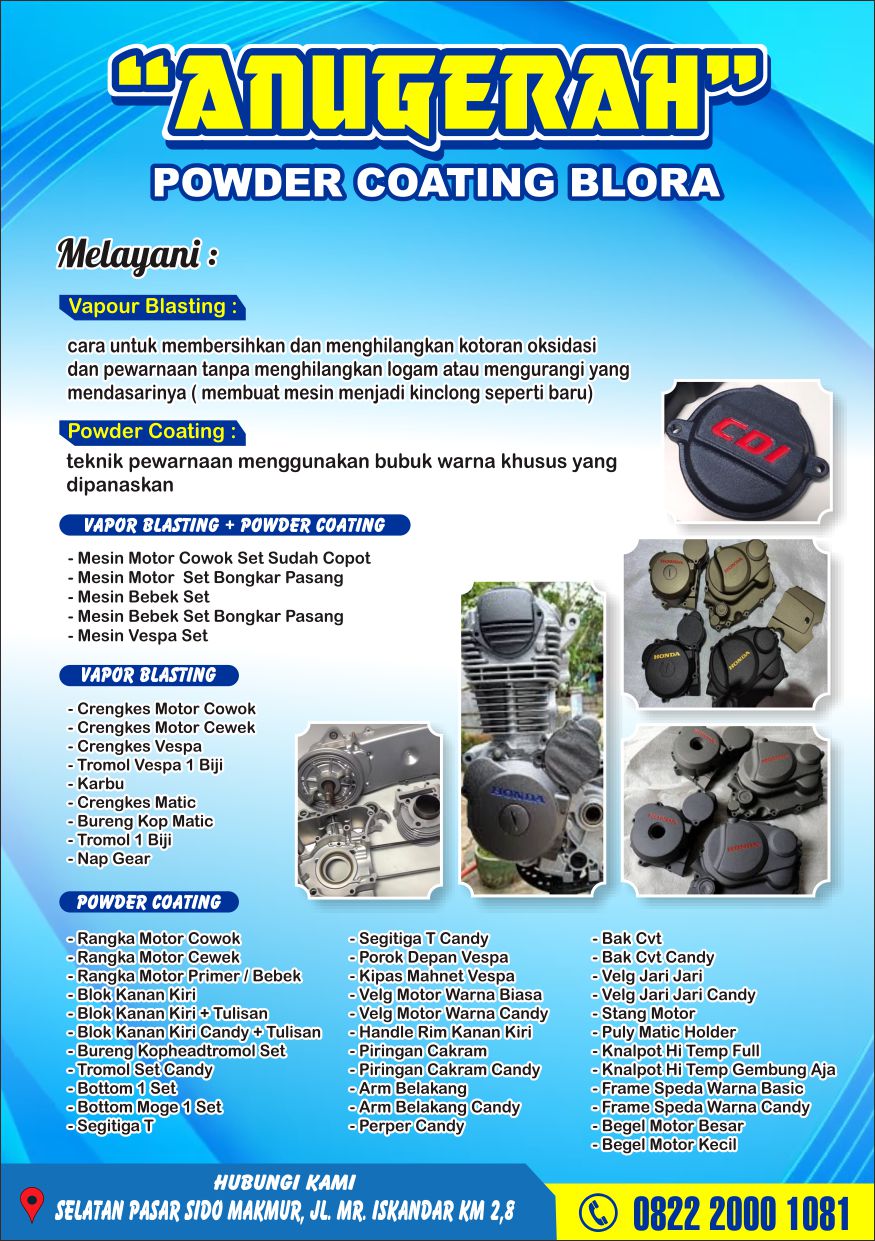 "ANUGERAH"
POWDER COATING BLORA
Melayani :
Vapour Blasting :
cara untuk membersihkan dan menghilangkan kotoran oksidasi
dan pewarnaan tanpa menghilangkan logam atau mengurangi yang
mendasarinya ( membuat mesin menjadi kinclong seperti baru)
Powder Coating :
teknik pewarnaan menggunakan bubuk warna khusus yang
dipanaskan
CDI
VAPOR BLASTING + POWDER COATING
- Mesin Motor Cowok Set Sudah Copot
- Mesin Motor  Set Bongkar Pasang
- Mesin Bebek Set
- Mesin Bebek Set Bongkar Pasang
- Mesin Vespa Set
HONDA
HONDA
VAPOR BLASTING
- Crengkes Motor Cowok
- Crengkes Motor Cewek
- Crengkes Vespa
- Tromol Vespa 1 Biji
- Karbu
- Crengkes Matic
- Bureng Kop Matic
- Tromol 1 Biji
- Nap Gear
HONDA
HONDA
HONDA
POWDER COATING
- Rangka Motor Cowok
- Rangka Motor Cewek
- Rangka Motor Primer / Bebek
- Blok Kanan Kiri
- Blok Kanan Kiri + Tulisan
- Blok Kanan Kiri Candy + Tulisan
- Bureng Kopheadtromol Set
- Tromol Set Candy
- Bottom 1 Set
- Bottom Moge 1 Set
- Segitiga T
- Segitiga T Candy
- Porok Depan Vespa
- Kipas Mahnet Vespa
- Velg Motor Warna Biasa
- Velg Motor Warna Candy
- Handle Rim Kanan Kiri
- Piringan Cakram
- Piringan Cakram Candy
- Arm Belakang
- Arm Belakang Candy
- Perper Candy
- Bak Cvt
- Bak Cvt Candy
- Velg Jari Jari
- Velg Jari Jari Candy
- Stang Motor
- Puly Matic Holder
- Knalpot Hi Temp Full
- Knalpot Hi Temp Gembung Aja
- Frame Speda Warna Basic
- Frame Speda Warna Candy
- Begel Motor Besar
- Begel Motor Kecil
HUBUNGI KAMI
SELATAN PASAR SIDO MAKMUR, JL. MR. ISKANDAR KM 2,8
0822 2000 1081